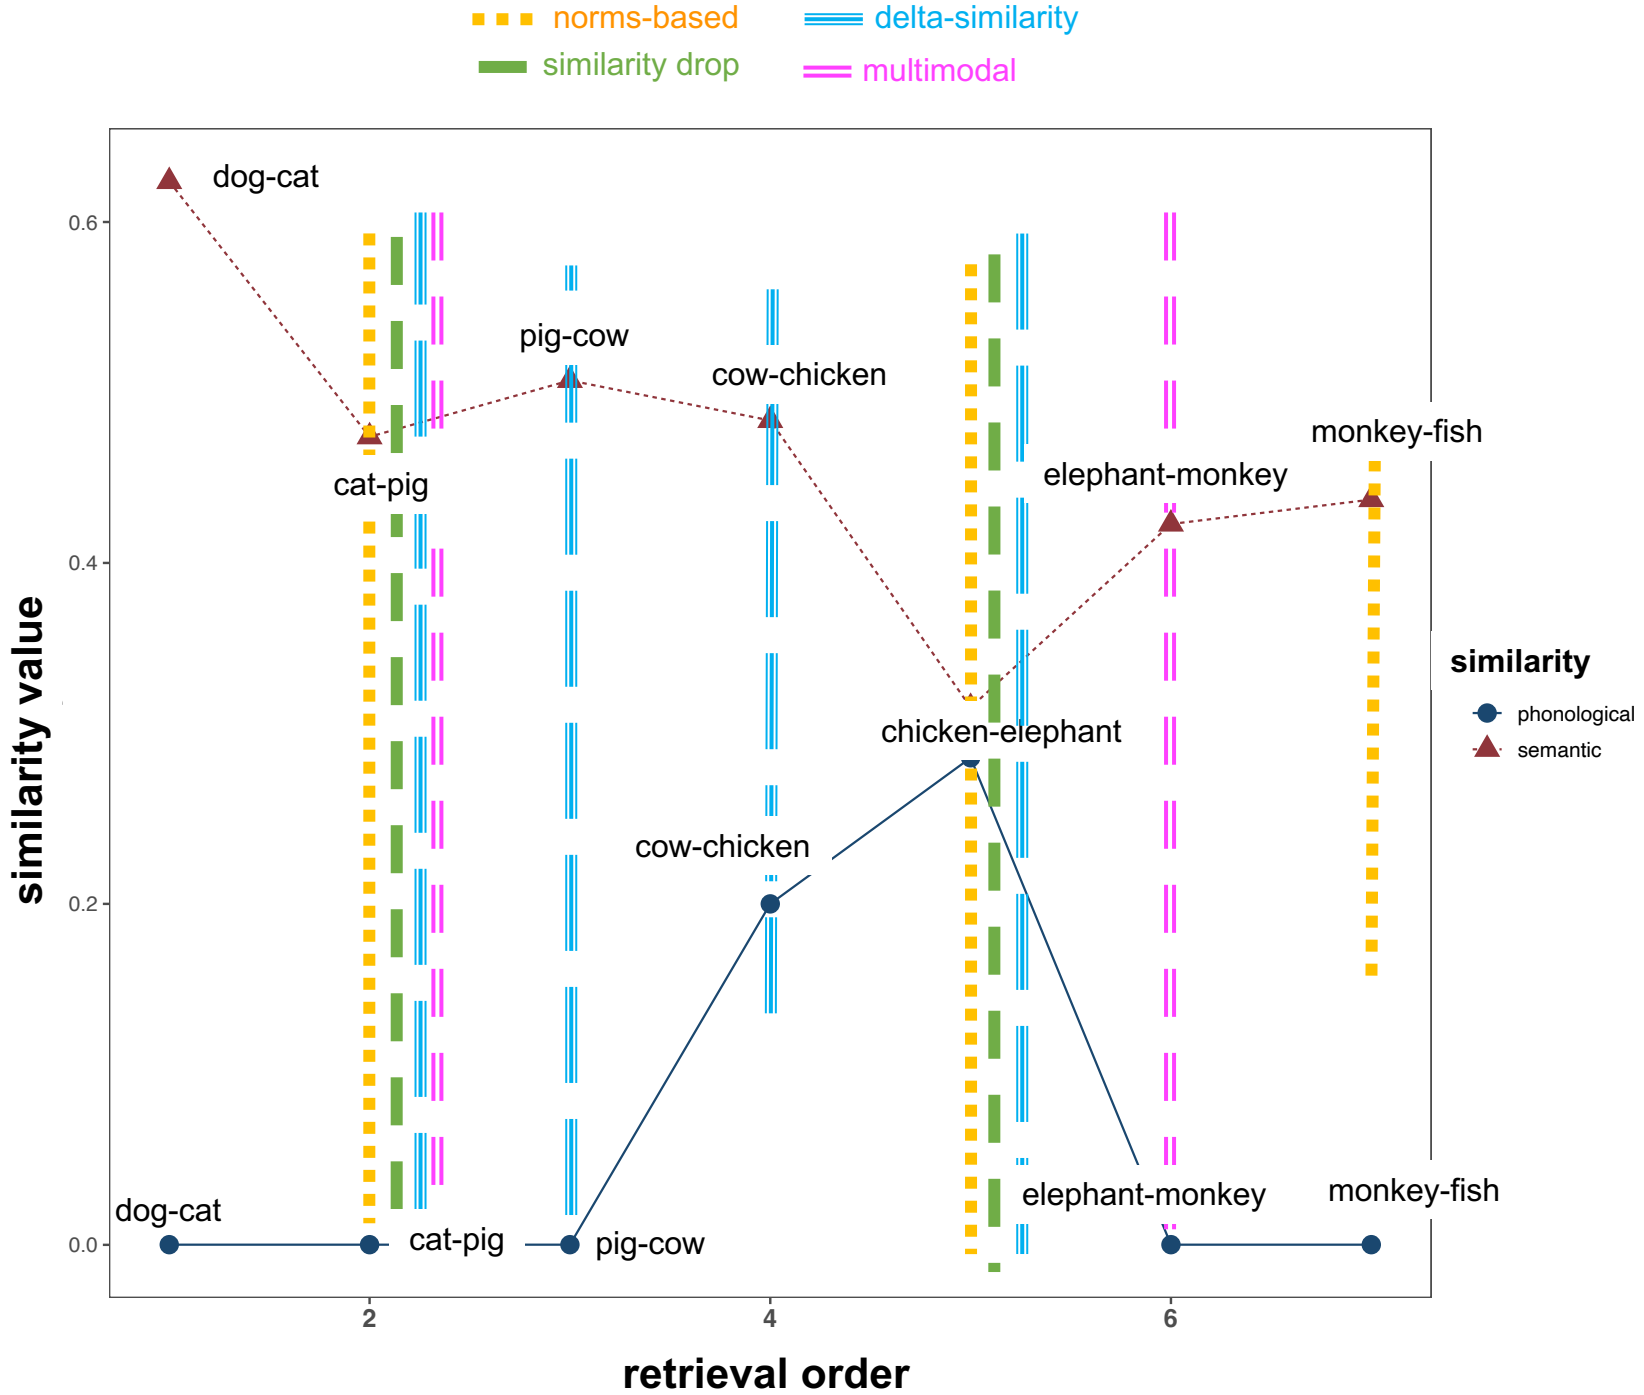 norms-based
delta-similarity
similarity drop
multimodal
dog-cat
0.6
pig-cow
cow-chicken
monkey-fish
elephant-monkey
cat-pig
0.4
similarity value
similarity
phonological
semantic
chicken-elephant
cow-chicken
0.2
elephant-monkey
monkey-fish
dog-cat
cat-pig
pig-cow
0.0
2
4
6
retrieval order